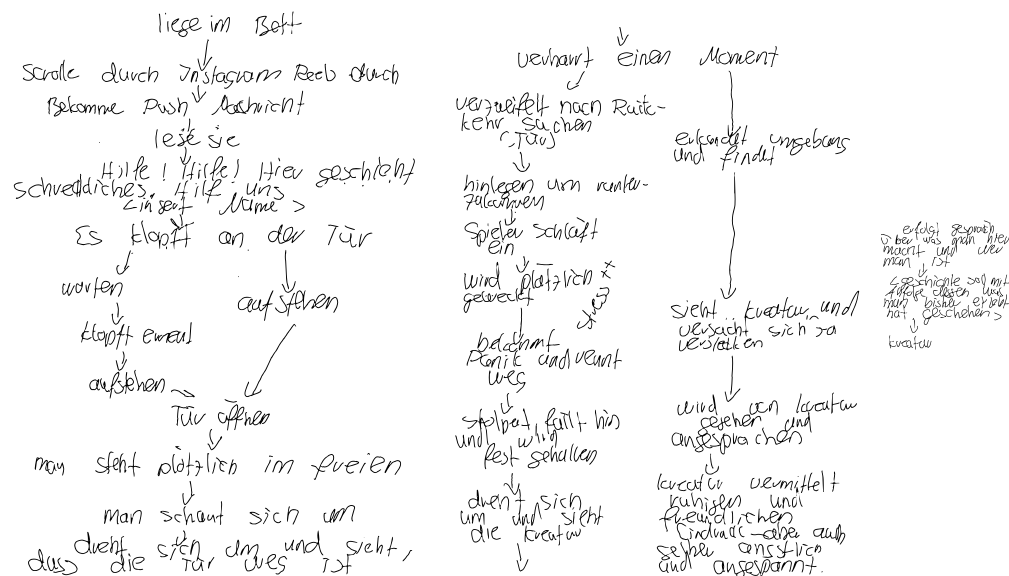 liege im Bett
Scrolle durch Instagram Reels durch
Bekomme Push Nachricht
lese sie
Hilfe! Hilfe! Hier geschieht
schreckliches. Hilf uns
<insert Name>
Es klopft an der Tür
warten
klopft erneut
aufstehen
aufstehen
Tür öffnen
man steht plötzlich im freien
man schaut sich um
dreht sich um und sieht,
dass die Tür weg ist
verharrt einen Moment
verzweifelt nach Rück-
kehr suchen
(Tür)
hinlegen um runter-
zukommen
Spieler schläft
ein
wird plötzlich
geweckt
stress ++
bekommt
Panik und rennt
weg
stolpert fällt hin
und wird
fest gehalten
dreht sich
um und sieht
die kreatur
erkundet umgebung
und findet
sieht kreatur und
versucht sich zu
verstecken
wird von kreatur
gesehen und
angesprochen
kreatur vermittelt
ruhigen und
freundlichen
Eindruck - aber auch
selber ängstlich
und angespannt.
erfolgt gespräch
über was man hier
macht und wer
man ist
<geschichte soll mit
infolge dessen was
man bisher erlebt
hat geschehen>
kreatur